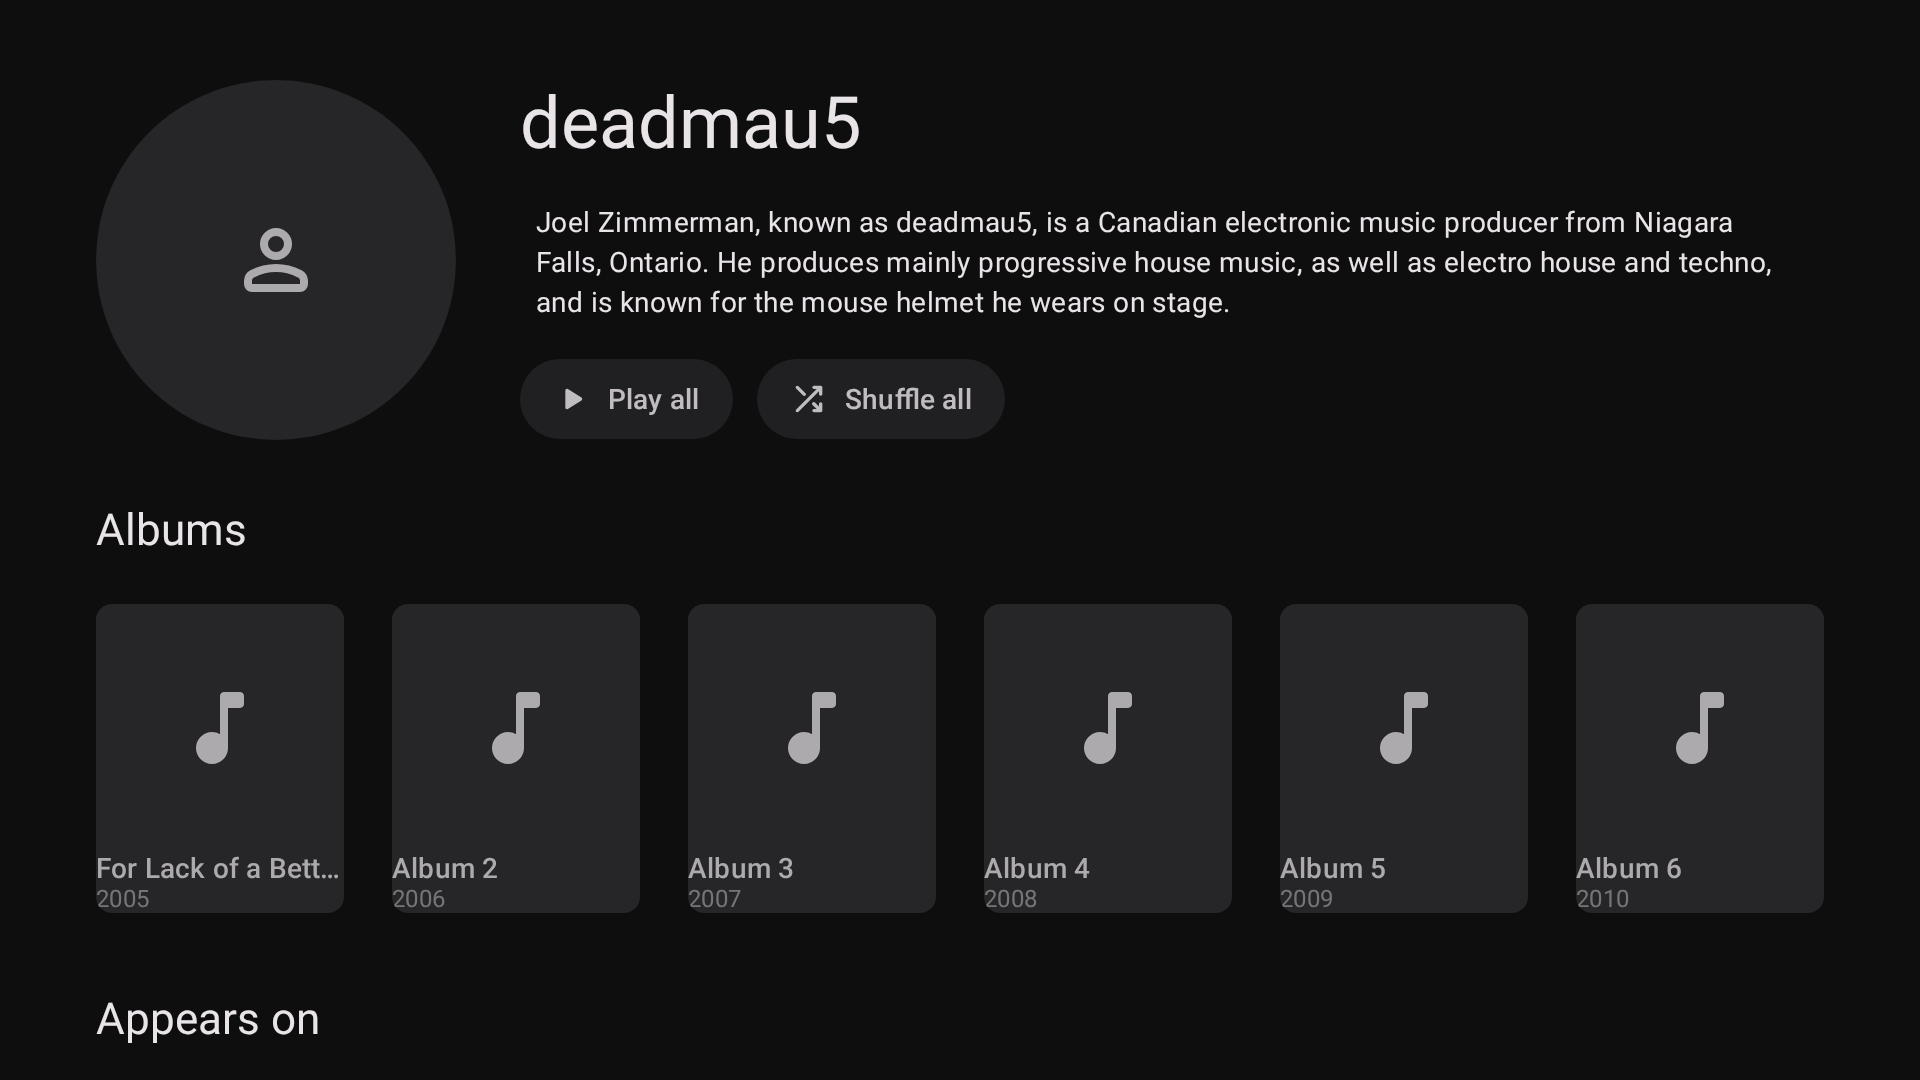 deadmau5
Joel Zimmerman, known as deadmau5, is a Canadian electronic music producer from Niagara
Falls, Ontario. He produces mainly progressive house music, as well as electro house and techno,
and is known for the mouse helmet he wears on stage.
Play all
Shuffle all
Albums
For Lack of a Bett…
2005
Album 2
2006
Album 3
2007
Album 4
2008
Album 5
2009
Album 6
2010
Appears on